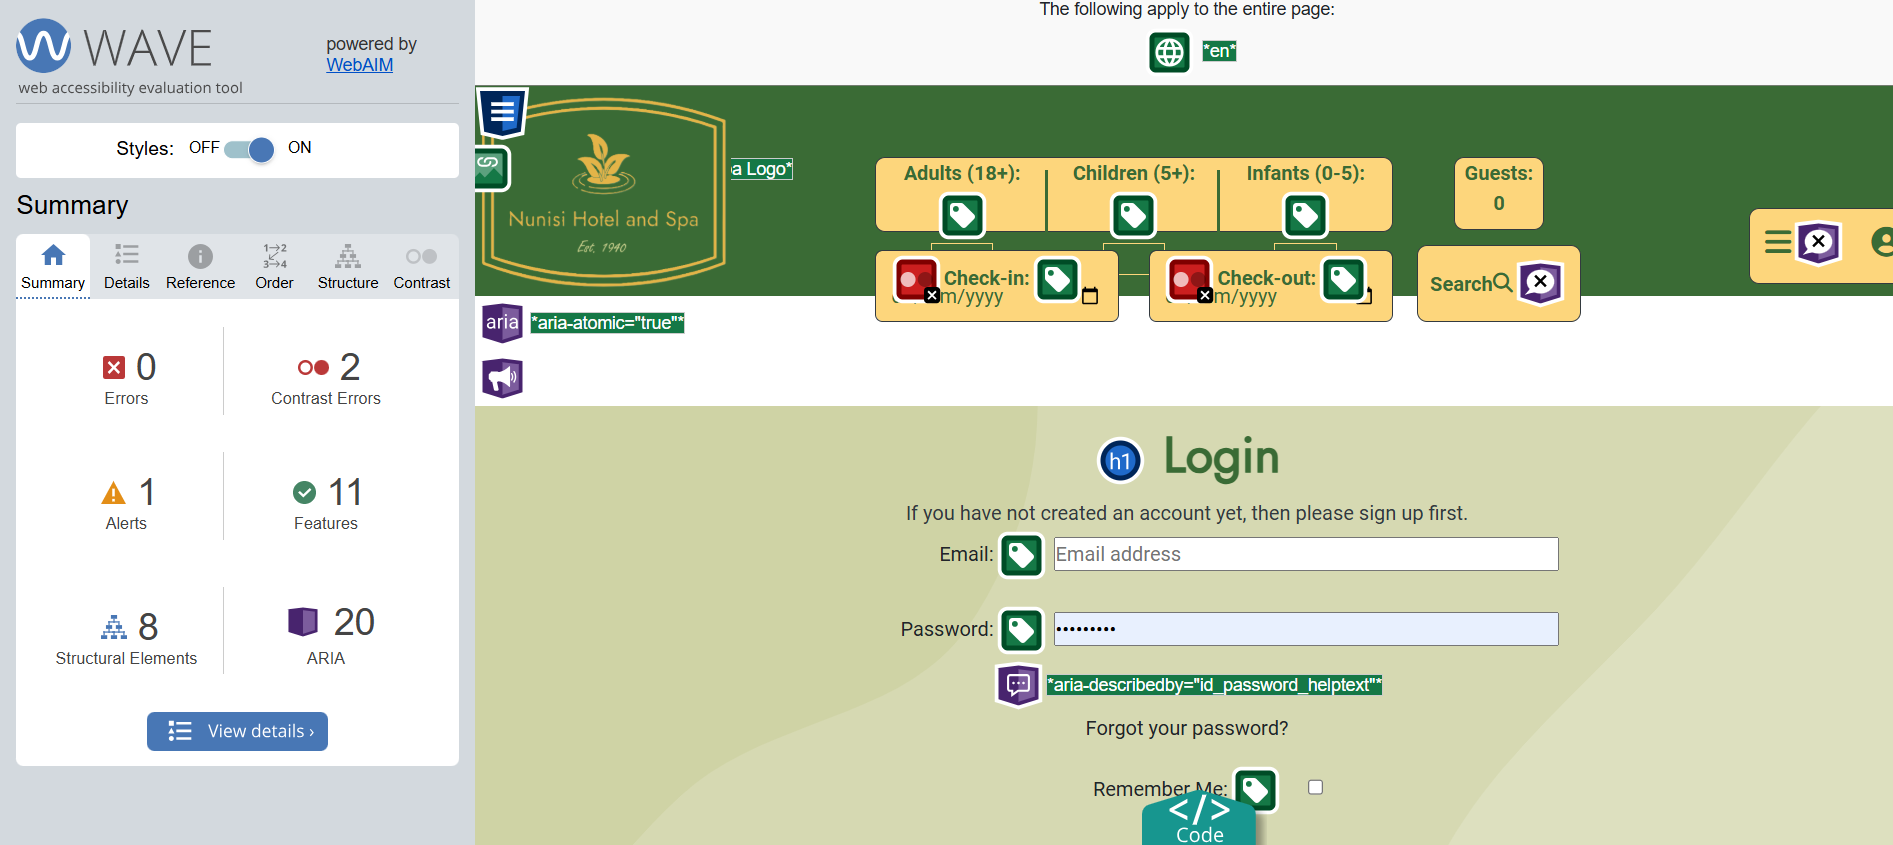 WAVE
powered by
WebAIM
web accessibility evaluation tool
Styles: OFF ON
Summary
Summary Details Reference Order Structure Contrast
0 Errors
2 Contrast Errors
1 Alerts
11 Features
8 Structural Elements
20 ARIA
View details ›
The following apply to the entire page:
*en*
Nunisi Hotel and Spa
Est. 1940
a Logo*
Adults (18+): Children (5+): Infants (0-5):
Guests:
0
Check-in:
m/yyyy
Check-out:
m/yyyy
Search
aria *aria-atomic="true"*
h1 Login
If you have not created an account yet, then please sign up first.
Email: Email address
Password: •••••••••
*aria-describedby="id_password_helptext"*
Forgot your password?
Remember Me:
</>
Code